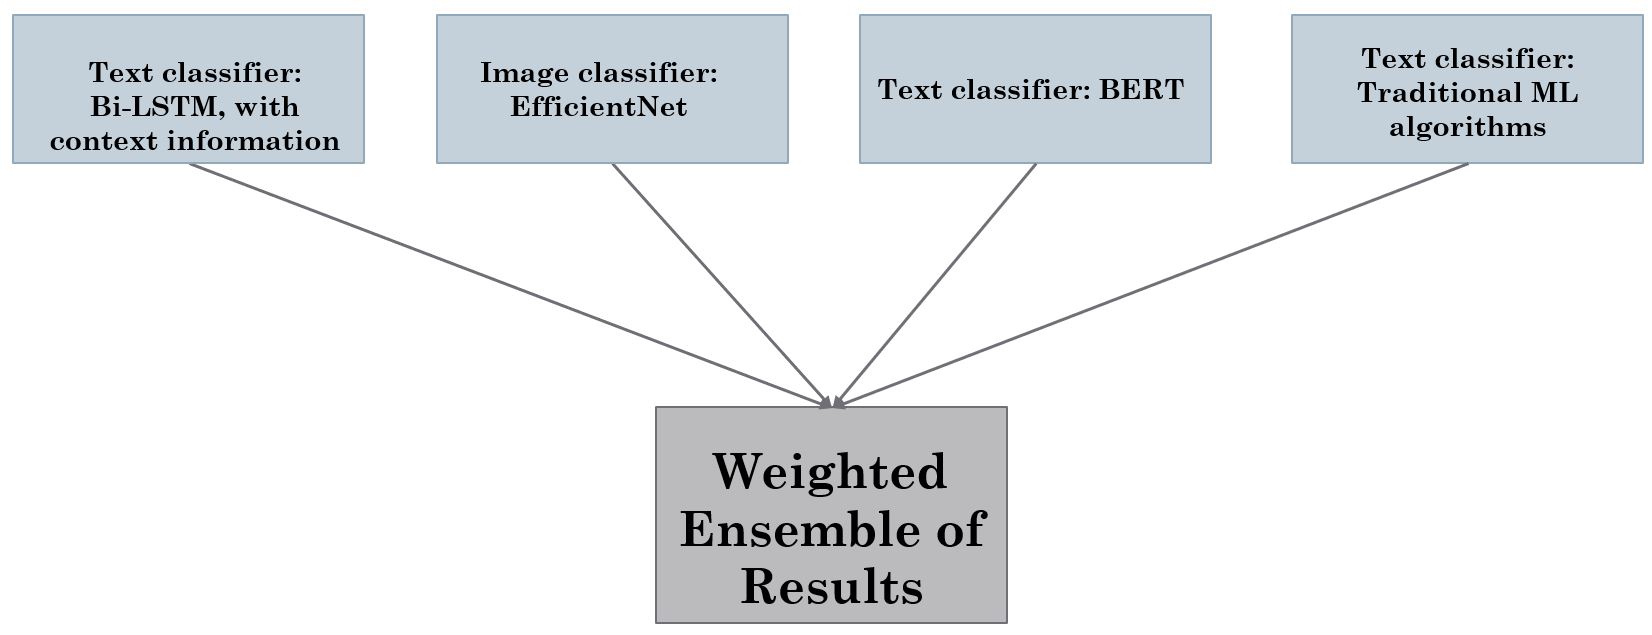 Text classifier:
Bi-LSTM, with
context information
Image classifier:
EfficientNet
Text classifier: BERT
Text classifier:
Traditional ML
algorithms
Weighted
Ensemble of
Results